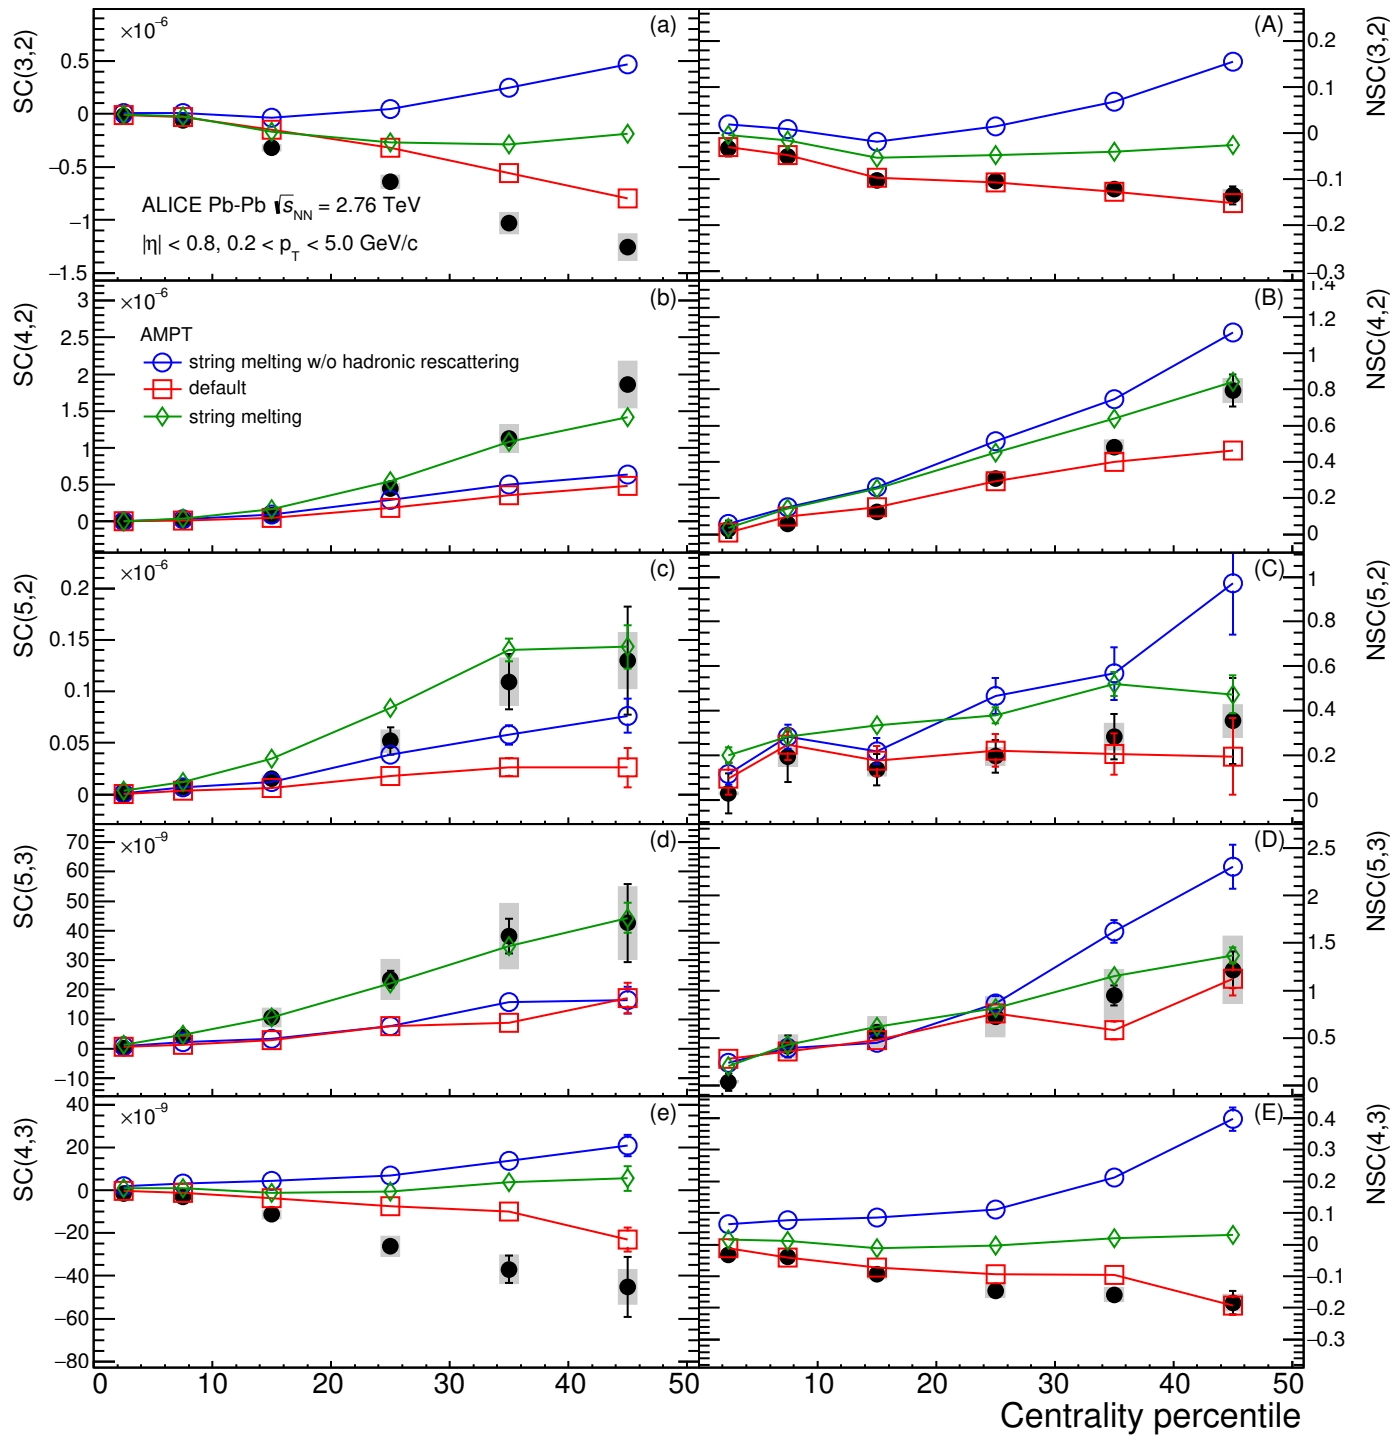 ×10⁻⁶ (a) (A)
SC(3,2) NSC(3,2)
0.5 0 −0.5 −1 −1.5
0.2 0.1 0 −0.1 −0.2 −0.3
ALICE Pb-Pb √s_NN = 2.76 TeV
|η| < 0.8, 0.2 < p_T < 5.0 GeV/c
×10⁻⁶ (b) (B)
SC(4,2) NSC(4,2)
3 2.5 2 1.5 1 0.5 0
1.4 1.2 1 0.8 0.6 0.4 0.2 0
AMPT
string melting w/o hadronic rescattering
default
string melting
×10⁻⁶ (c) (C)
SC(5,2) NSC(5,2)
0.2 0.15 0.1 0.05 0
1 0.8 0.6 0.4 0.2 0
×10⁻⁹ (d) (D)
SC(5,3) NSC(5,3)
70 60 50 40 30 20 10 0 −10
2.5 2 1.5 1 0.5 0
×10⁻⁹ (e) (E)
SC(4,3) NSC(4,3)
40 20 0 −20 −40 −60 −80
0.4 0.3 0.2 0.1 0 −0.1 −0.2 −0.3
0 10 20 30 40 50 10 20 30 40 50
Centrality percentile